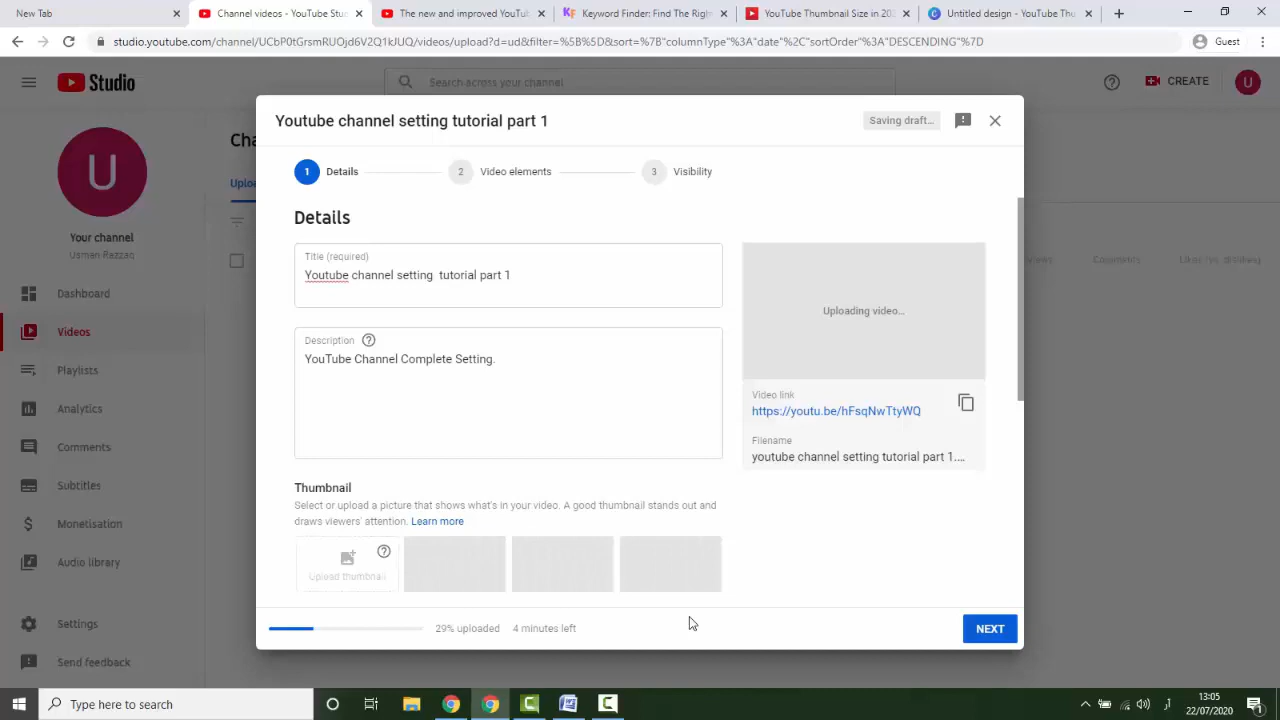 New Tab
Channel videos - YouTube Stu
The new and improved YouTu
Keyword Finder: Find The Righ
YouTube Thumbnail Size in 202
Untitled design - YouTube Thu
studio.youtube.com/channel/UCbP0tGrsmRUOjd6V2Q1kJUQ/videos/upload?d=ud&filter=%5B%5D&sort=%7B"columnType"%3A"date"%2C"sortOrder"%3A"DESCENDING"%7D
Guest
Studio
Search across your channel
CREATE
U
Youtube channel setting tutorial part 1
Saving draft...
Cha
1 Details
2 Video elements
3 Visibility
U
Uploa
Details
Your channel
Usman Razzaq
Title (required)
Youtube channel setting tutorial part 1
Views
Comments
Uploading video...
Dashboard
Videos
Playlists
Analytics
Comments
Subtitles
Monetisation
Audio library
Settings
Send feedback
Description
YouTube Channel Complete Setting.
Video link
https://youtu.be/hFsqNwTtyWQ
Filename
youtube channel setting tutorial part 1....
Thumbnail
Select or upload a picture that shows what's in your video. A good thumbnail stands out and
draws viewers' attention. Learn more
Upload thumbnail
29% uploaded
4 minutes left
NEXT
Type here to search
13:05
22/07/2020
1